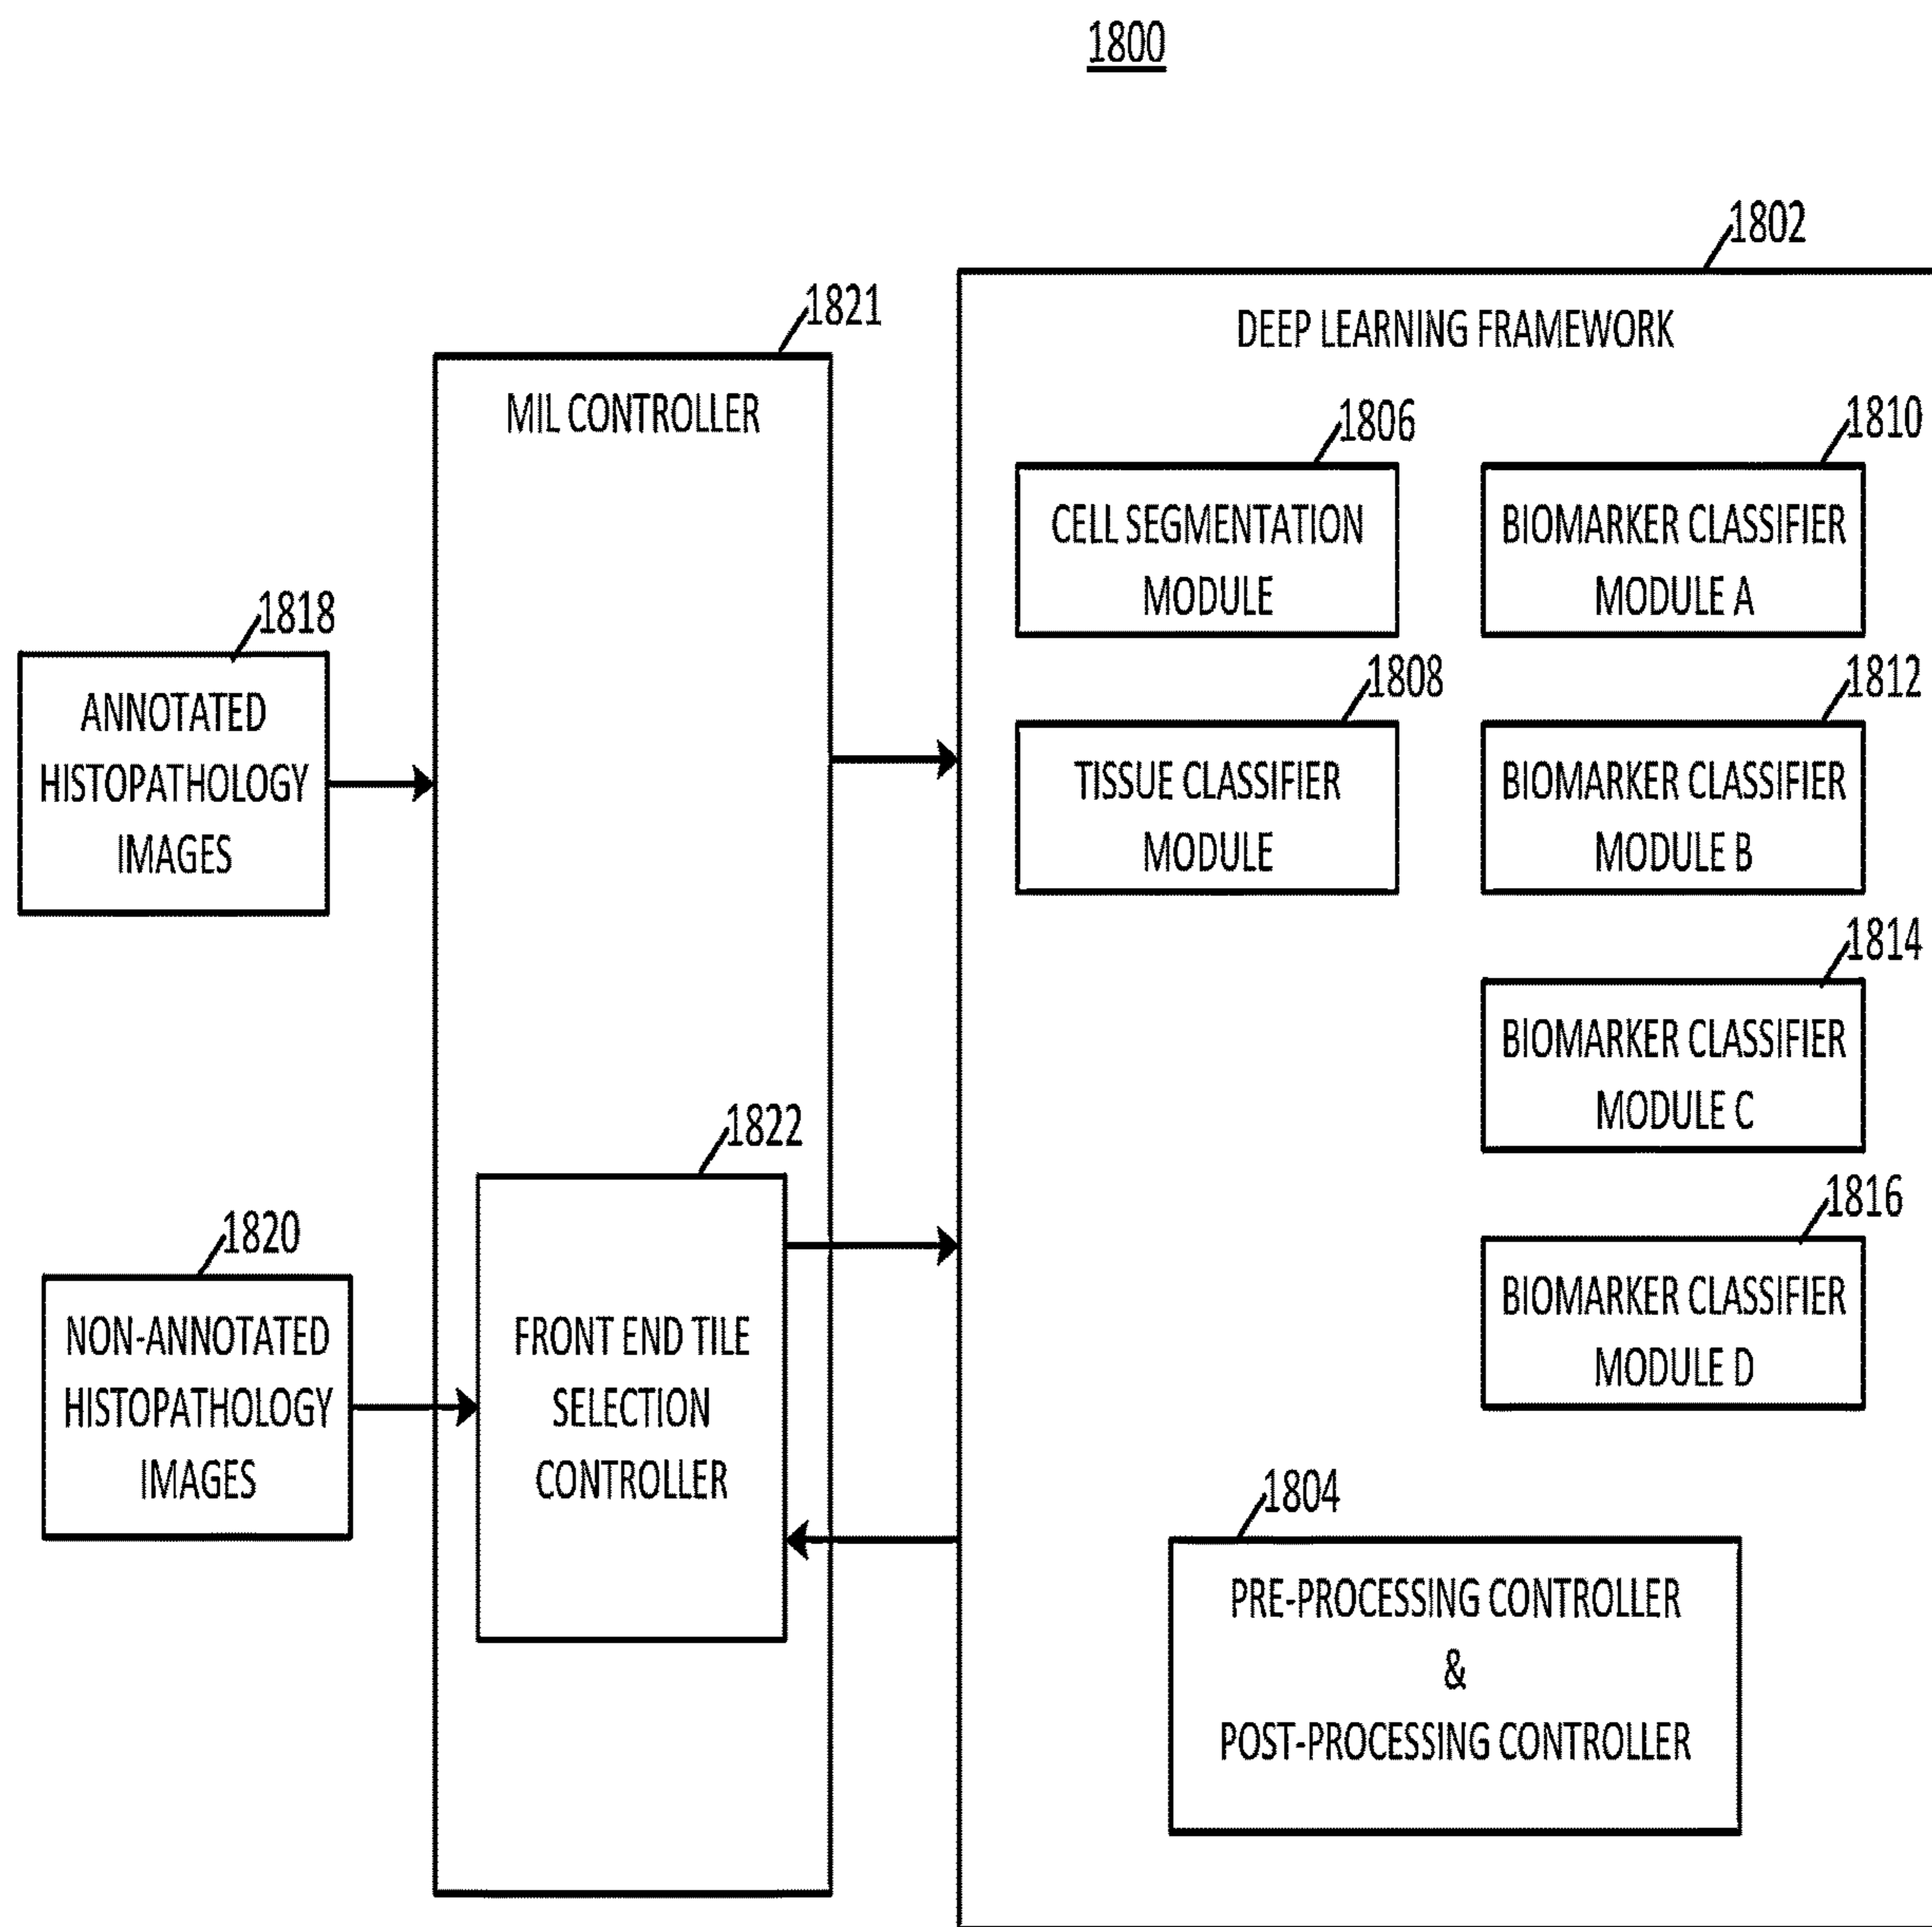 1800
1802
DEEP LEARNING FRAMEWORK
1821
MIL CONTROLLER
1806
CELL SEGMENTATION
MODULE
1810
BIOMARKER CLASSIFIER
MODULE A
1818
ANNOTATED
HISTOPATHOLOGY
IMAGES
1808
TISSUE CLASSIFIER
MODULE
1812
BIOMARKER CLASSIFIER
MODULE B
1814
BIOMARKER CLASSIFIER
MODULE C
1822
FRONT END TILE
SELECTION
CONTROLLER
1820
NON-ANNOTATED
HISTOPATHOLOGY
IMAGES
1816
BIOMARKER CLASSIFIER
MODULE D
1804
PRE-PROCESSING CONTROLLER
&
POST-PROCESSING CONTROLLER